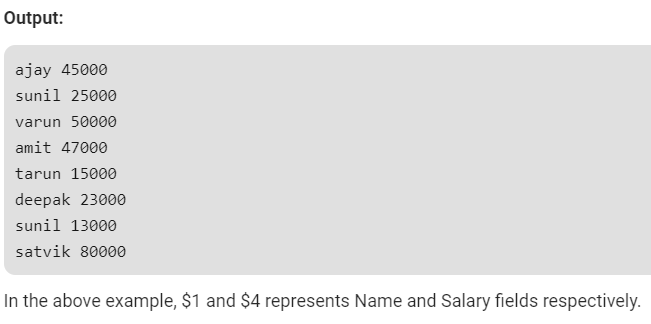 Output:
ajay 45000
sunil 25000
varun 50000
amit 47000
tarun 15000
deepak 23000
sunil 13000
satvik 80000
In the above example, $1 and $4 represents Name and Salary fields respectively.